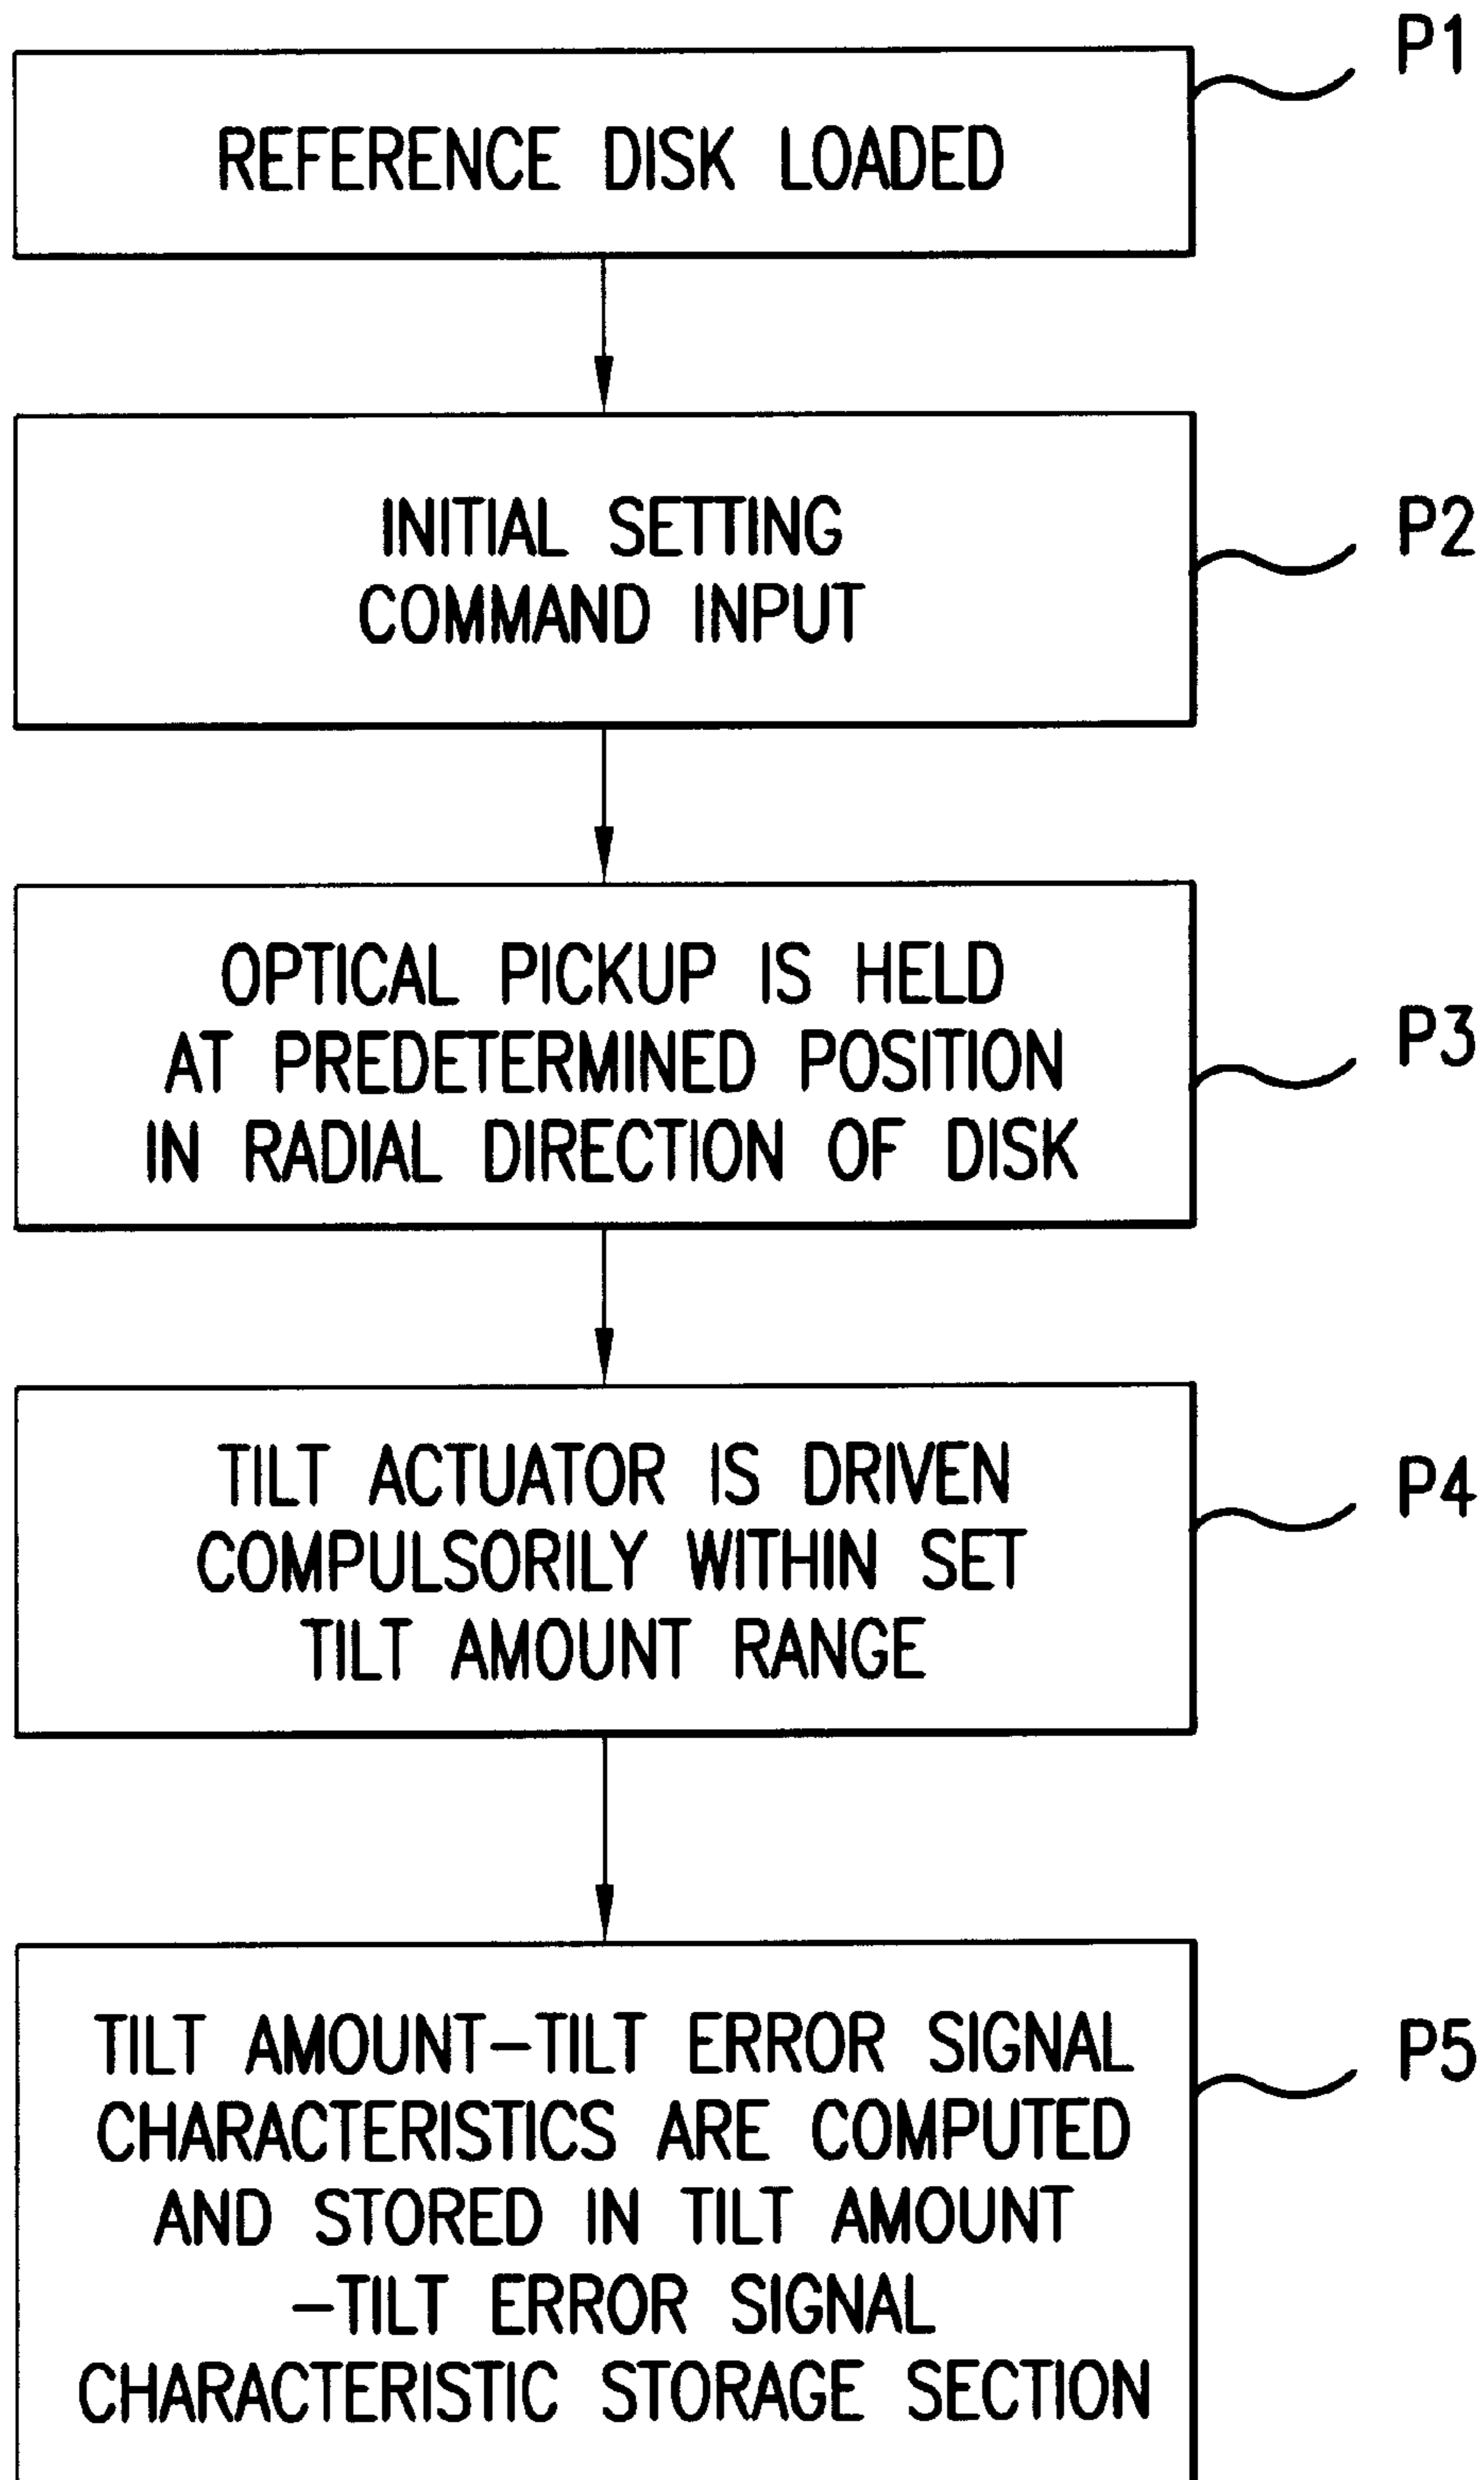 P1
REFERENCE DISK LOADED
INITIAL SETTING
COMMAND INPUT
P2
OPTICAL PICKUP IS HELD
AT PREDETERMINED POSITION
IN RADIAL DIRECTION OF DISK
P3
TILT ACTUATOR IS DRIVEN
COMPULSORILY WITHIN SET
TILT AMOUNT RANGE
P4
TILT AMOUNT-TILT ERROR SIGNAL
CHARACTERISTICS ARE COMPUTED
AND STORED IN TILT AMOUNT
-TILT ERROR SIGNAL
CHARACTERISTIC STORAGE SECTION
P5